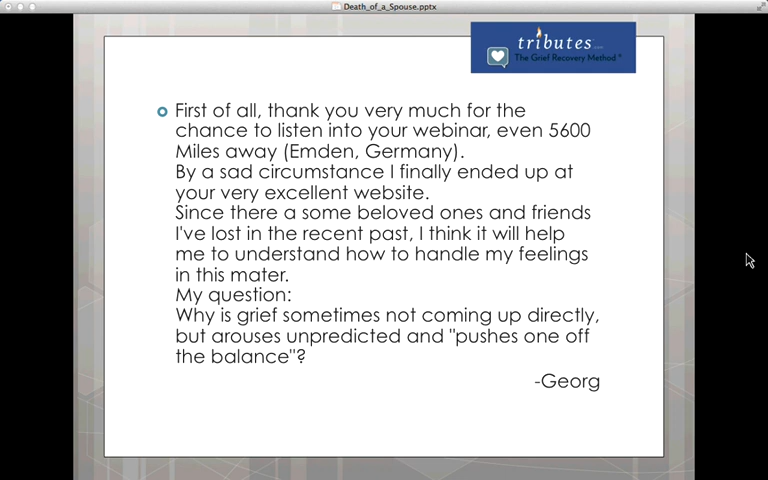 Death_of_a_Spouse.pptx
tributes.com
The Grief Recovery Method®
First of all, thank you very much for the
chance to listen into your webinar, even 5600
Miles away (Emden, Germany).
By a sad circumstance I finally ended up at
your very excellent website.
Since there a some beloved ones and friends
I've lost in the recent past, I think it will help
me to understand how to handle my feelings
in this mater.
My question:
Why is grief sometimes not coming up directly,
but arouses unpredicted and "pushes one off
the balance"?
-Georg